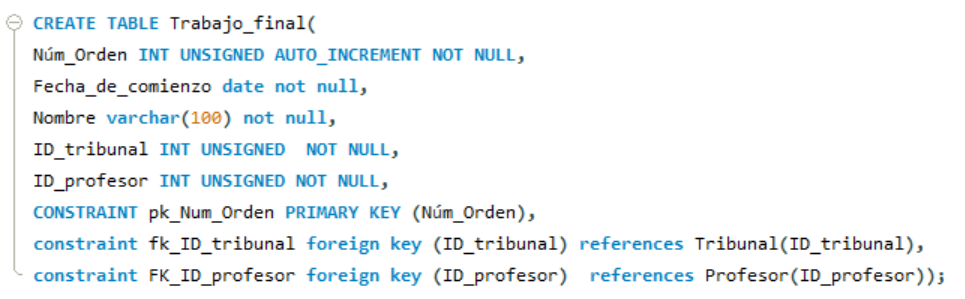 CREATE TABLE Trabajo_final(
Núm_Orden INT UNSIGNED AUTO_INCREMENT NOT NULL,
Fecha_de_comienzo date not null,
Nombre varchar(100) not null,
ID_tribunal INT UNSIGNED  NOT NULL,
ID_profesor INT UNSIGNED NOT NULL,
CONSTRAINT pk_Num_Orden PRIMARY KEY (Núm_Orden),
constraint fk_ID_tribunal foreign key (ID_tribunal) references Tribunal(ID_tribunal),
constraint FK_ID_profesor foreign key (ID_profesor)  references Profesor(ID_profesor));